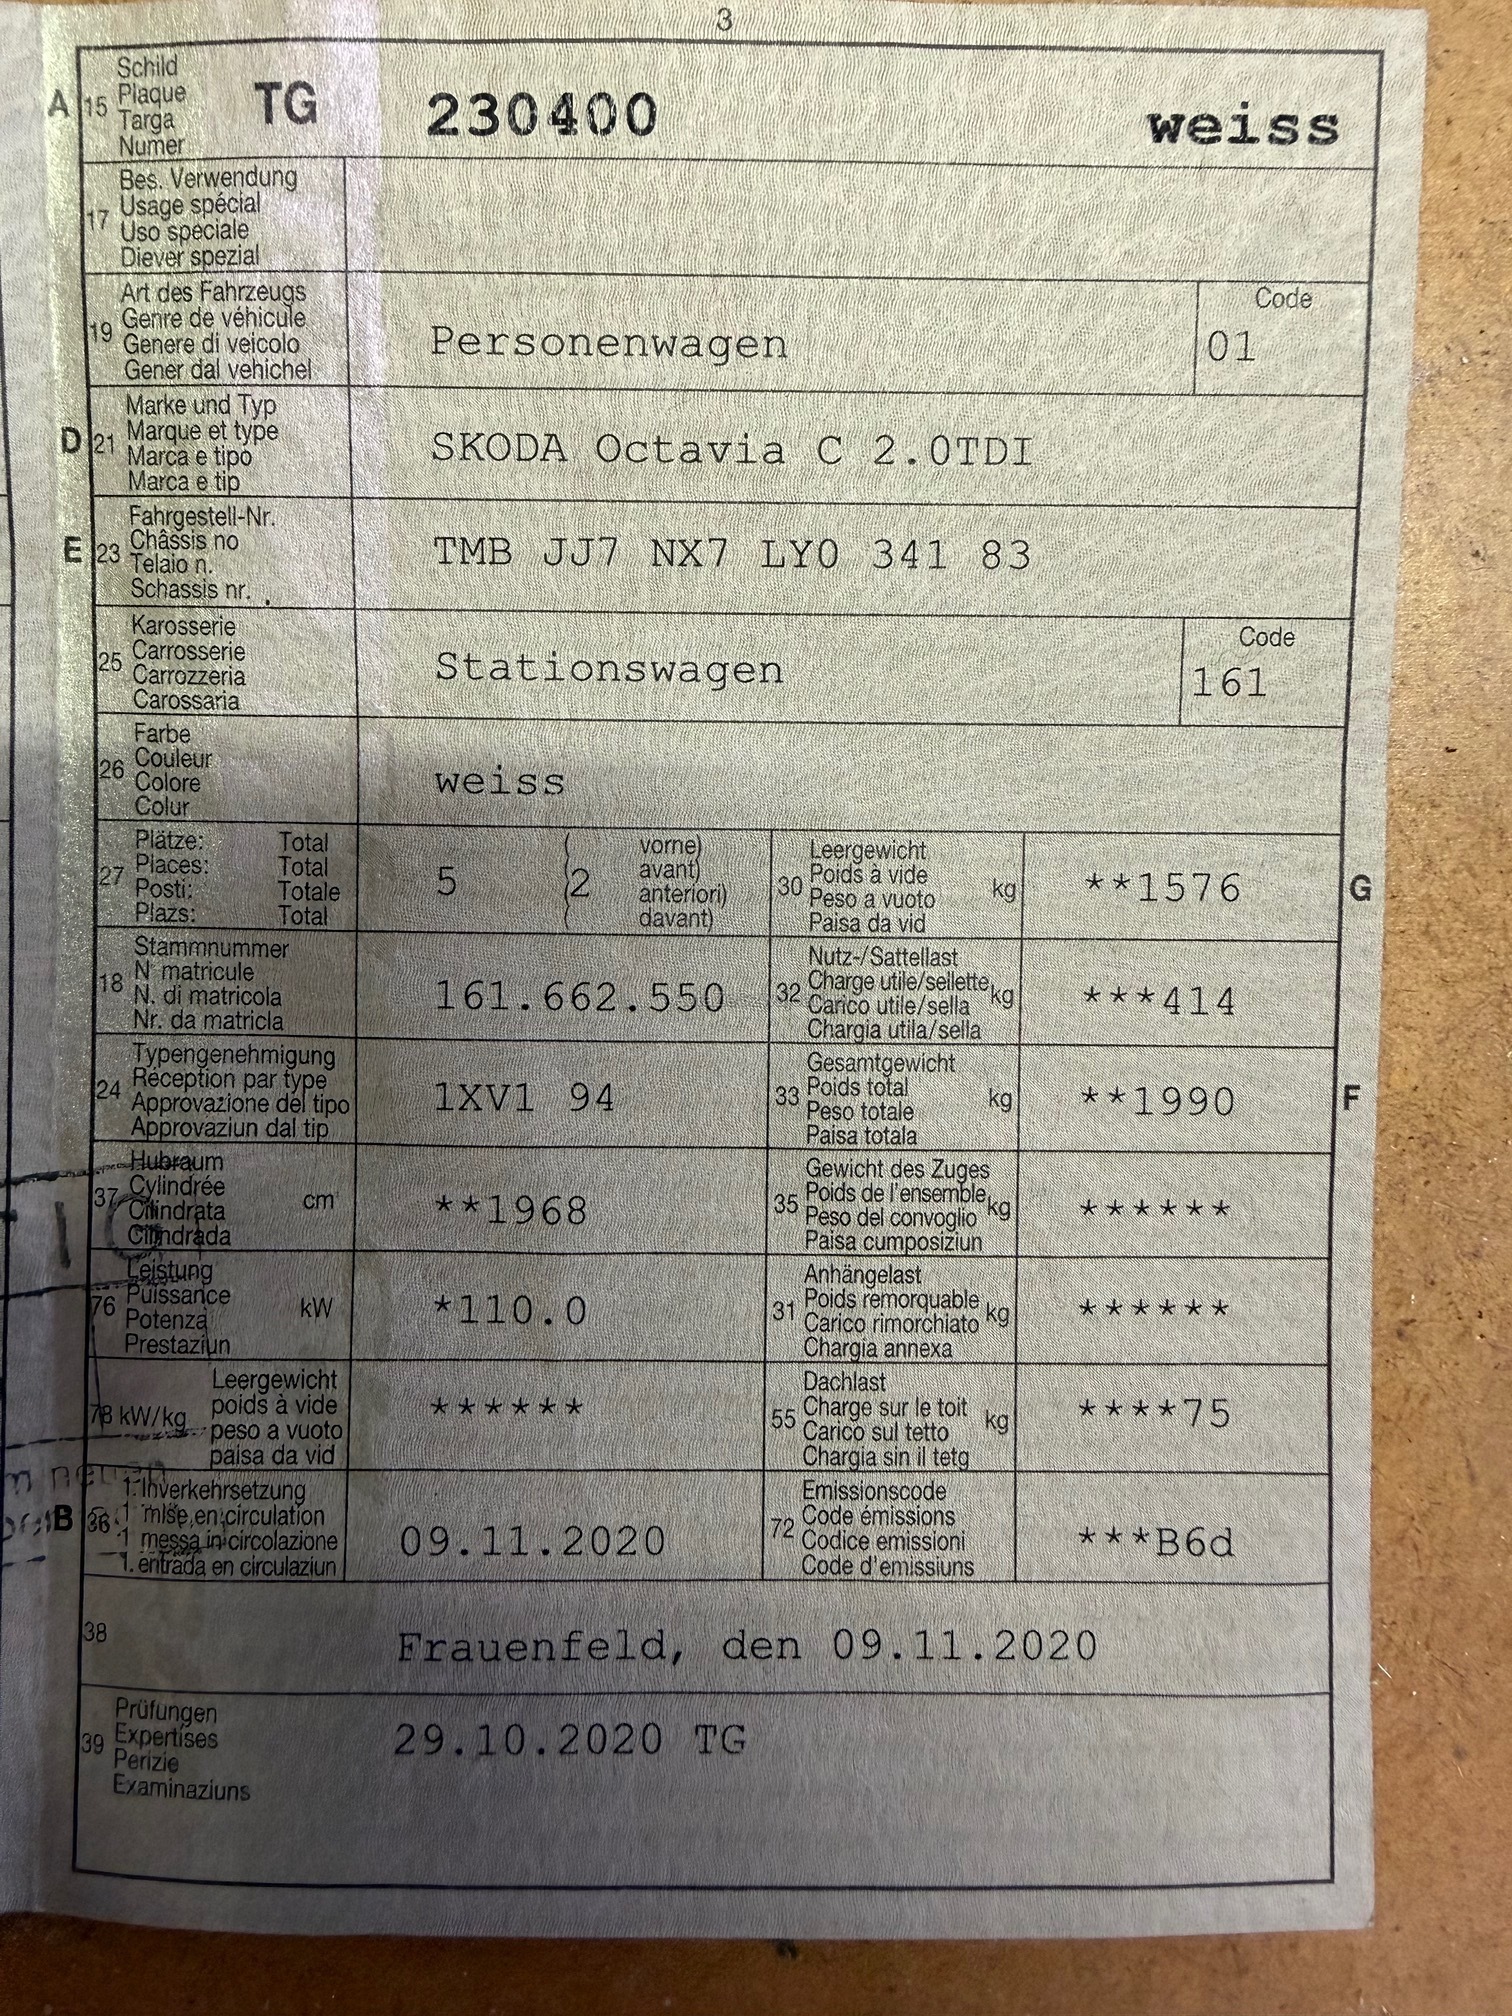 3
A 15 Schild
Plaque
Targa
Numer
TG 230400 weiss
17 Bes. Verwendung
Usage spécial
Uso speciale
Diever spezial
19 Art des Fahrzeugs
Genre de véhicule
Genere di veicolo
Gener dal vehichel
Personenwagen
Code
01
D 21 Marke und Typ
Marque et type
Marca e tipo
Marca e tip
SKODA Octavia C 2.0TDI
E 23 Fahrgestell-Nr.
Châssis no
Telaio n.
Schassis nr.
TMB JJ7 NX7 LY0 341 83
25 Karosserie
Carrosserie
Carrozzeria
Carossaria
Stationswagen
Code
161
26 Farbe
Couleur
Colore
Colur
weiss
27 Plätze: Total
Places: Total
Posti: Totale
Plazs: Total
5 (2
( vorne)
avant)
anteriori)
( davant)
30 Leergewicht
Poids à vide
Peso a vuoto
Paisa da vid
kg
**1576
G
18 Stammnummer
N matricule
N. di matricola
Nr. da matricla
161.662.550
32 Nutz-/Sattellast
Charge utile/sellette
Carico utile/sella
Chargia utila/sella
kg
***414
24 Typengenehmigung
Réception par type
Approvazione del tipo
Approvaziun dal tip
1XV1 94
33 Gesamtgewicht
Poids total
Peso totale
Paisa totala
kg
**1990
F
37 Hubraum
Cylindrée
Cilindrata
Cilindrada
cm
**1968
35 Gewicht des Zuges
Poids de l'ensemble
Peso del convoglio
Paisa cumposiziun
kg
******
76 Leistung
Puissance
Potenza
Prestaziun
kW
*110.0
31 Anhängelast
Poids remorquable
Carico rimorchiato
Chargia annexa
kg
******
78 kW/kg
Leergewicht
poids à vide
peso a vuoto
paisa da vid
******
55 Dachlast
Charge sur le toit
Carico sul tetto
Chargia sin il tetg
kg
****75
B 36 1. Inverkehrsetzung
1 mise en circulation
1 messa in circolazione
1. entrada en circulaziun
09.11.2020
72 Emissionscode
Code émissions
Codice emissioni
Code d'emissiuns
***B6d
38
Frauenfeld, den 09.11.2020
39 Prüfungen
Expertises
Perizie
Examinaziuns
29.10.2020 TG